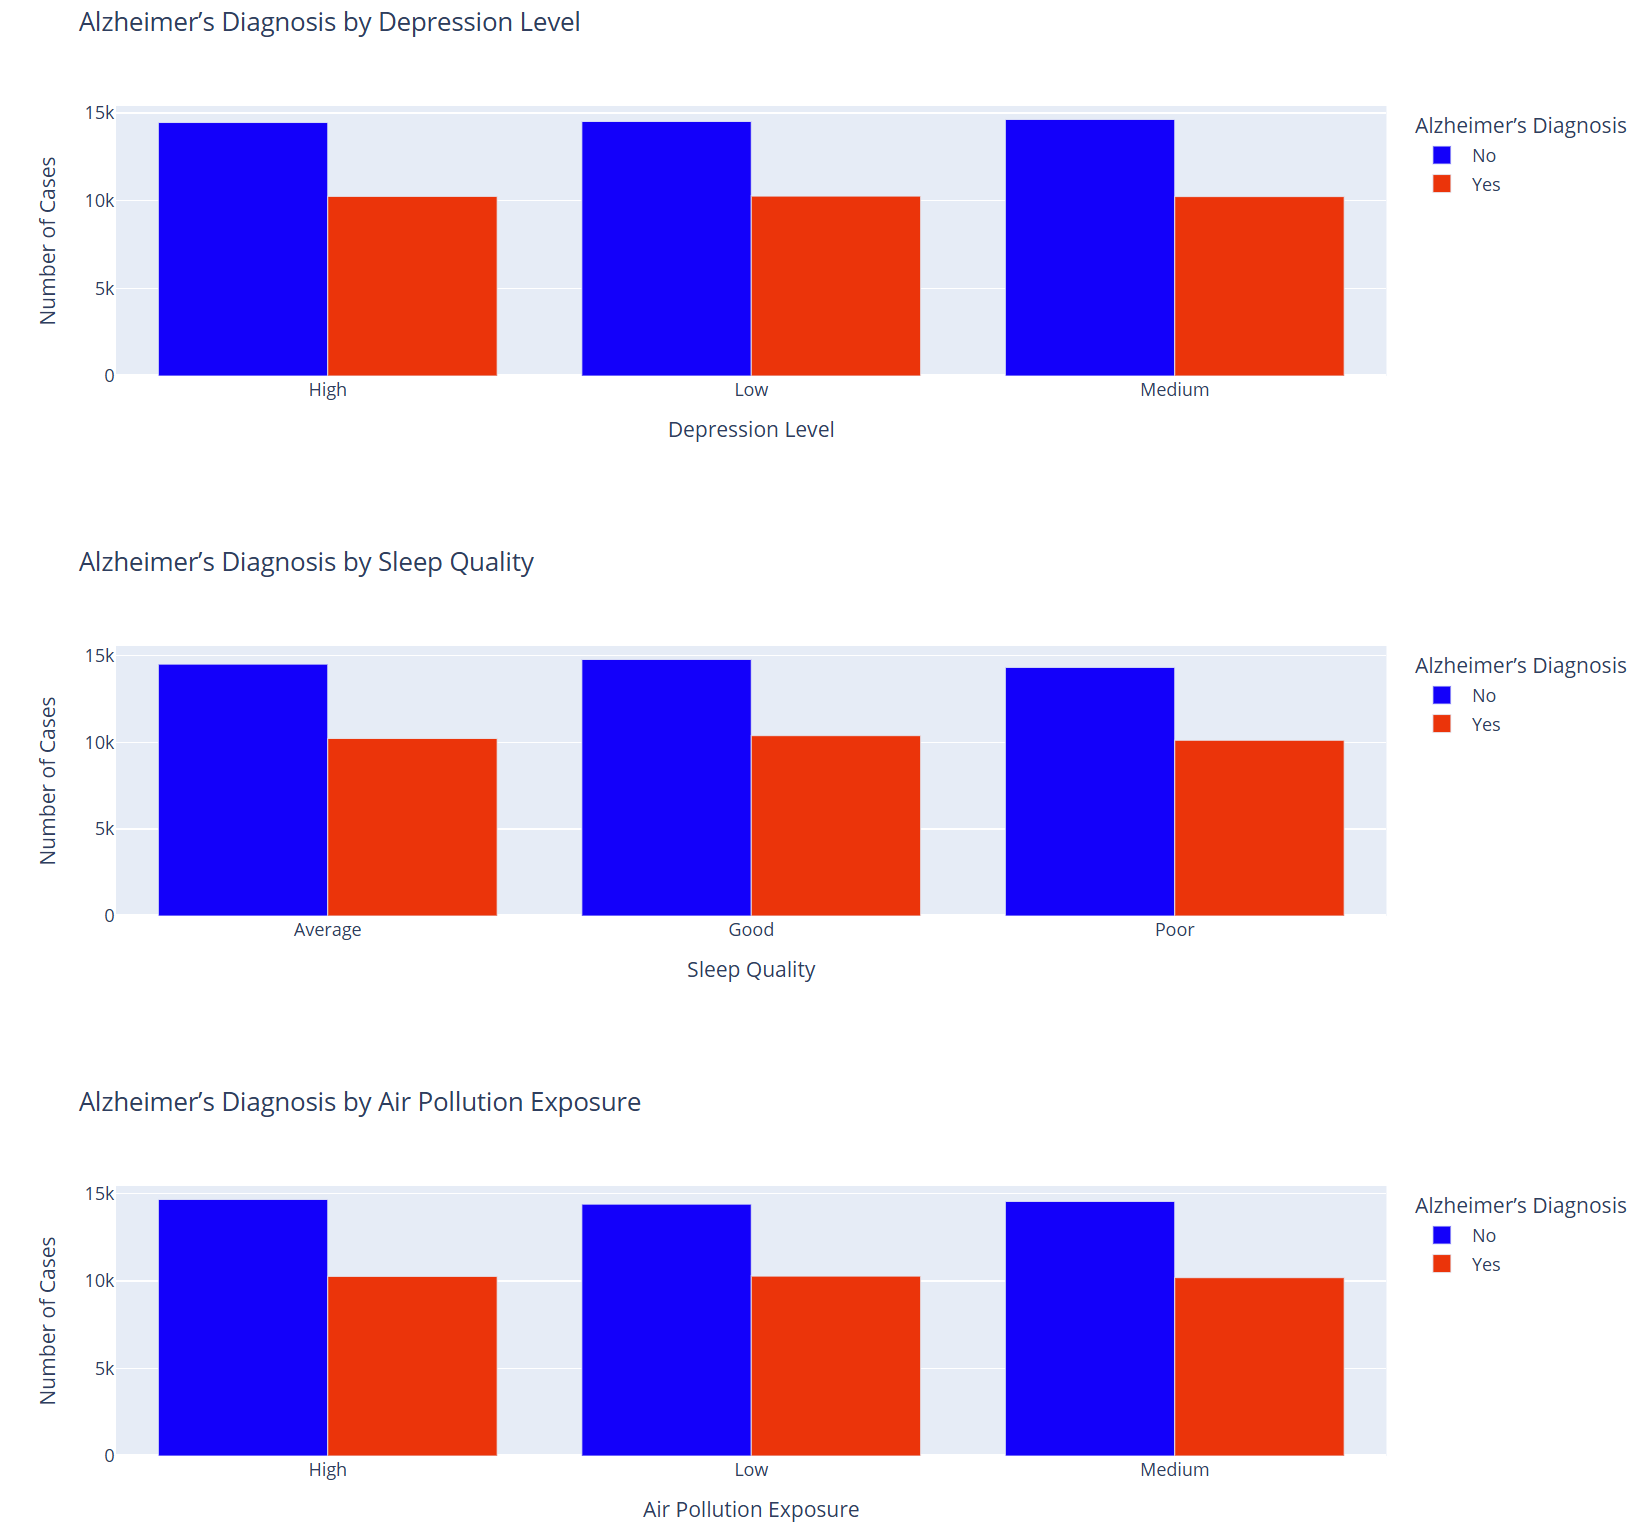 Alzheimer’s Diagnosis by Depression Level
15k
10k
5k
0
Number of Cases
High
Low
Medium
Depression Level
Alzheimer’s Diagnosis
No
Yes
Alzheimer’s Diagnosis by Sleep Quality
15k
10k
5k
0
Number of Cases
Average
Good
Poor
Sleep Quality
Alzheimer’s Diagnosis
No
Yes
Alzheimer’s Diagnosis by Air Pollution Exposure
15k
10k
5k
0
Number of Cases
High
Low
Medium
Air Pollution Exposure
Alzheimer’s Diagnosis
No
Yes